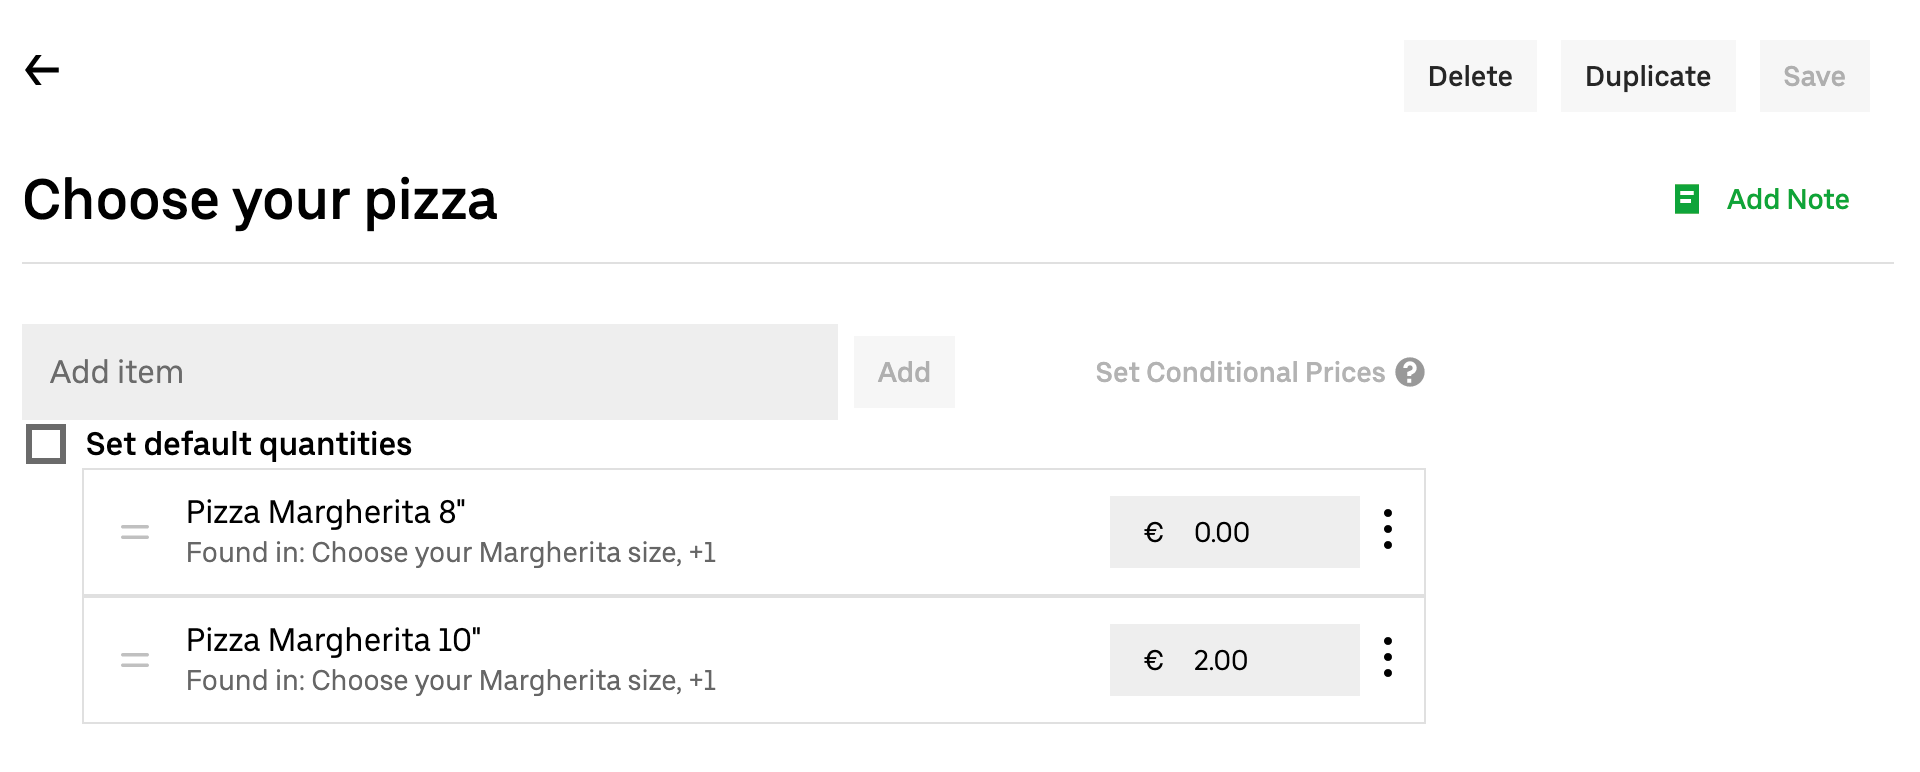 Delete Duplicate Save
Choose your pizza
Add Note
Add item Add Set Conditional Prices ?
Set default quantities
Pizza Margherita 8"
Found in: Choose your Margherita size, +1
€ 0.00
Pizza Margherita 10"
Found in: Choose your Margherita size, +1
€ 2.00